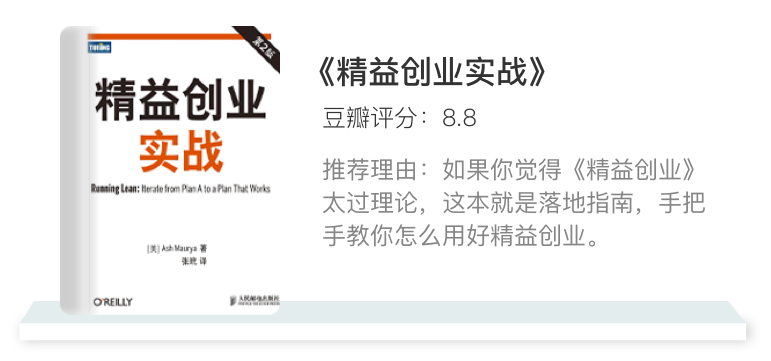 TURING
第2版
精益创业
实战
Running Lean: Iterate from Plan A to a Plan That Works
[美] Ash Maurya 著
张玳 译
O'REILLY
人民邮电出版社
《精益创业实战》
豆瓣评分：8.8
推荐理由：如果你觉得《精益创业》
太过理论，这本就是落地指南，手把
手教你怎么用好精益创业。